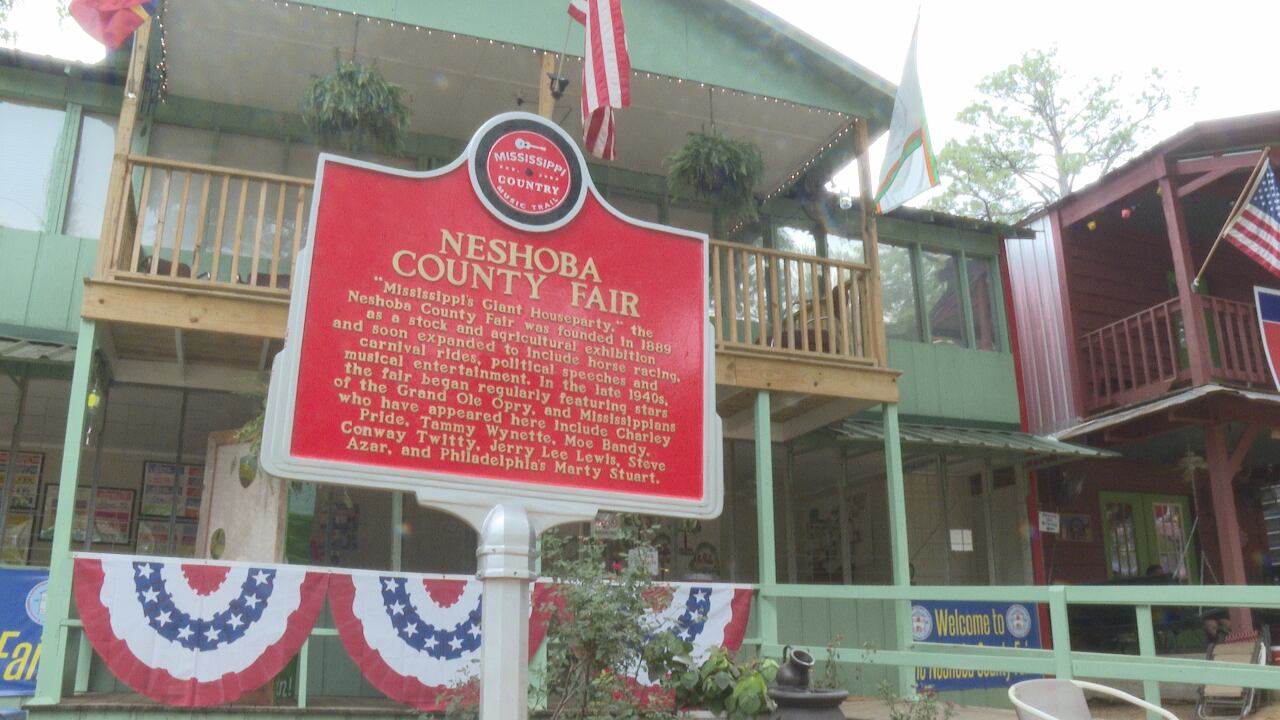 MISSISSIPPI
COUNTRY
MUSIC TRAIL
NESHOBA
COUNTY FAIR
"Mississippi's Giant Houseparty," the
Neshoba County Fair was founded in 1889
as a stock and agricultural exhibition
and soon expanded to include horse racing,
carnival rides, political speeches and
musical entertainment. In the late 1940s,
the fair began regularly featuring stars
of the Grand Ole Opry, and Mississippians
who have appeared here include Charley
Pride, Tammy Wynette, Moe Bandy,
Conway Twitty, Jerry Lee Lewis, Steve
Azar, and Philadelphia's Marty Stuart.
Welcome to
Neshoba County